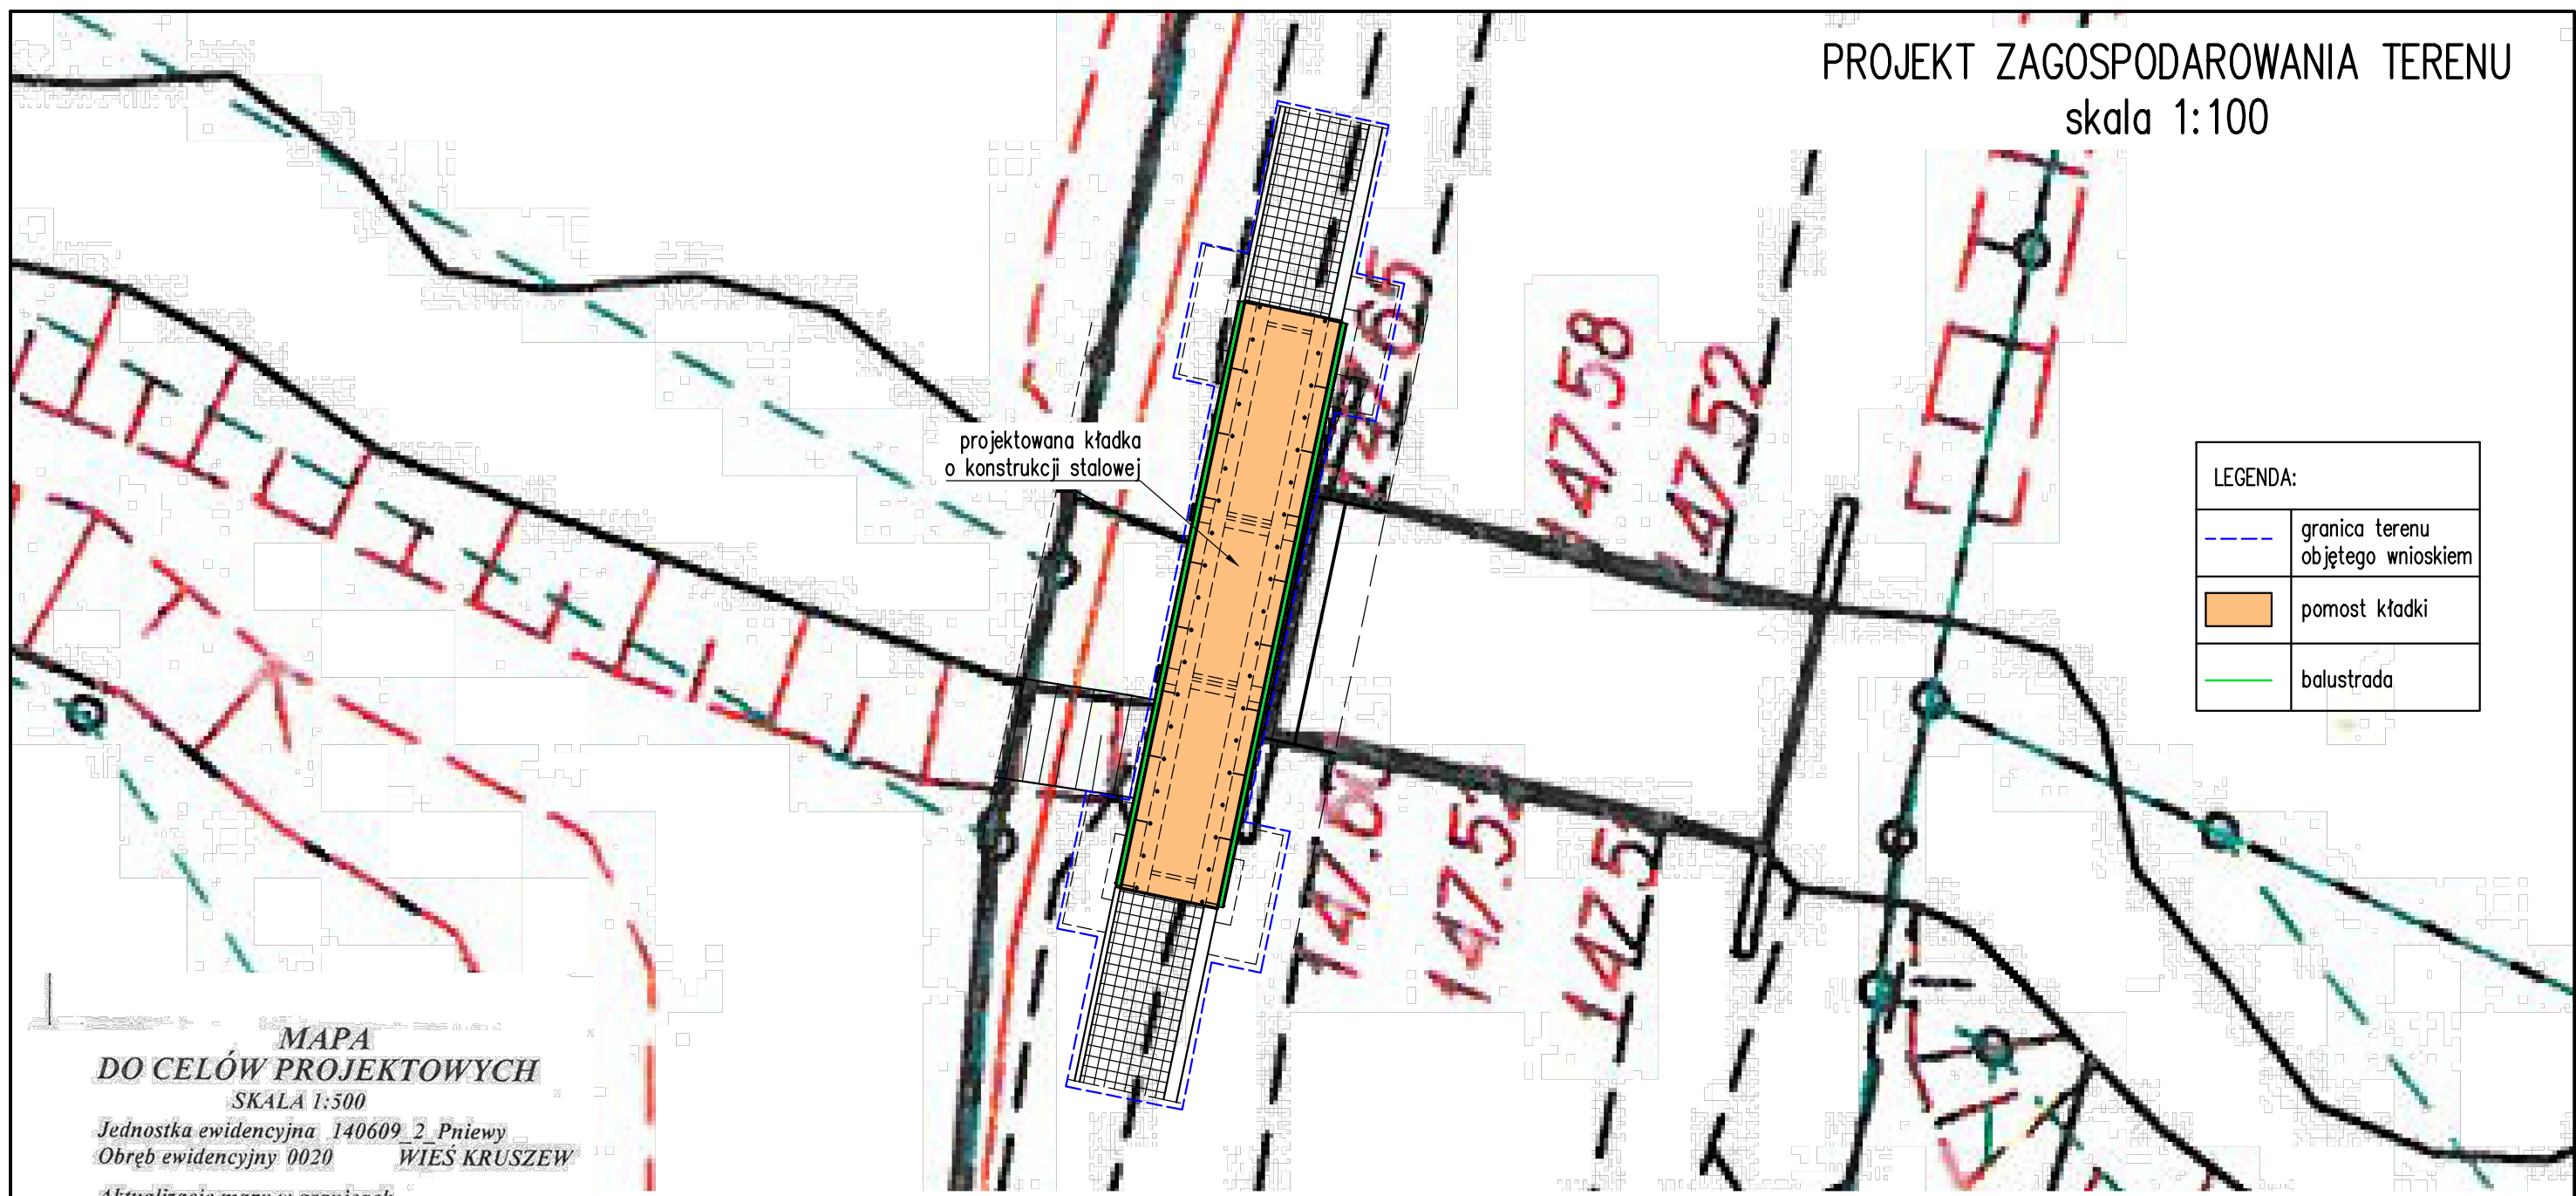 PROJEKT ZAGOSPODAROWANIA TERENU
skala 1:100
projektowana kładka
o konstrukcji stalowej
147.58
147.52
LEGENDA:
granica terenu
objętego wnioskiem
pomost kładki
balustrada
MAPA
DO CELÓW PROJEKTOWYCH
SKALA 1:500
Jednostka ewidencyjna 140609_2_Pniewy
Obręb ewidencyjny 0020 WIEŚ KRUSZEW